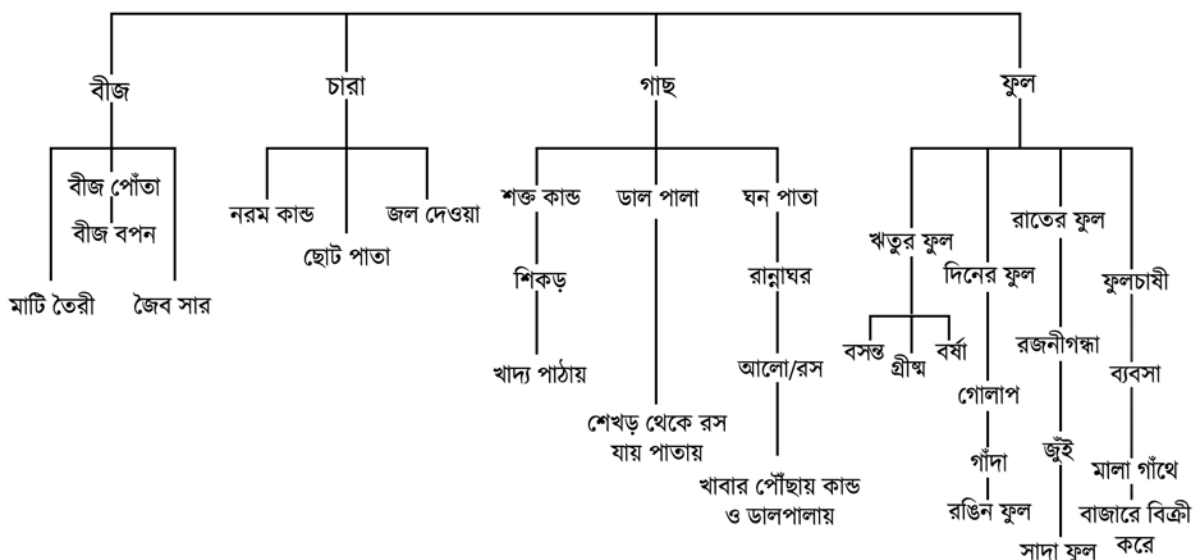 বীজ
চারা
গাছ
ফুল
বীজ পোঁতা
বীজ বপন
মাটি তৈরী
জৈব সার
নরম কান্ড
ছোট পাতা
জল দেওয়া
শক্ত কান্ড
শিকড়
খাদ্য পাঠায়
ডাল পালা
শেখড় থেকে রস
যায় পাতায়
ঘন পাতা
রান্নাঘর
আলো/রস
খাবার পৌঁছায় কান্ড
ও ডালপালায়
ঋতুর ফুল
বসন্ত
গ্রীষ্ম
বর্ষা
দিনের ফুল
গোলাপ
গাঁদা
রঙিন ফুল
রাতের ফুল
রজনীগন্ধা
জুঁই
সাদা ফুল
ফুলচাষী
ব্যবসা
মালা গাঁথে
বাজারে বিক্রী
করে